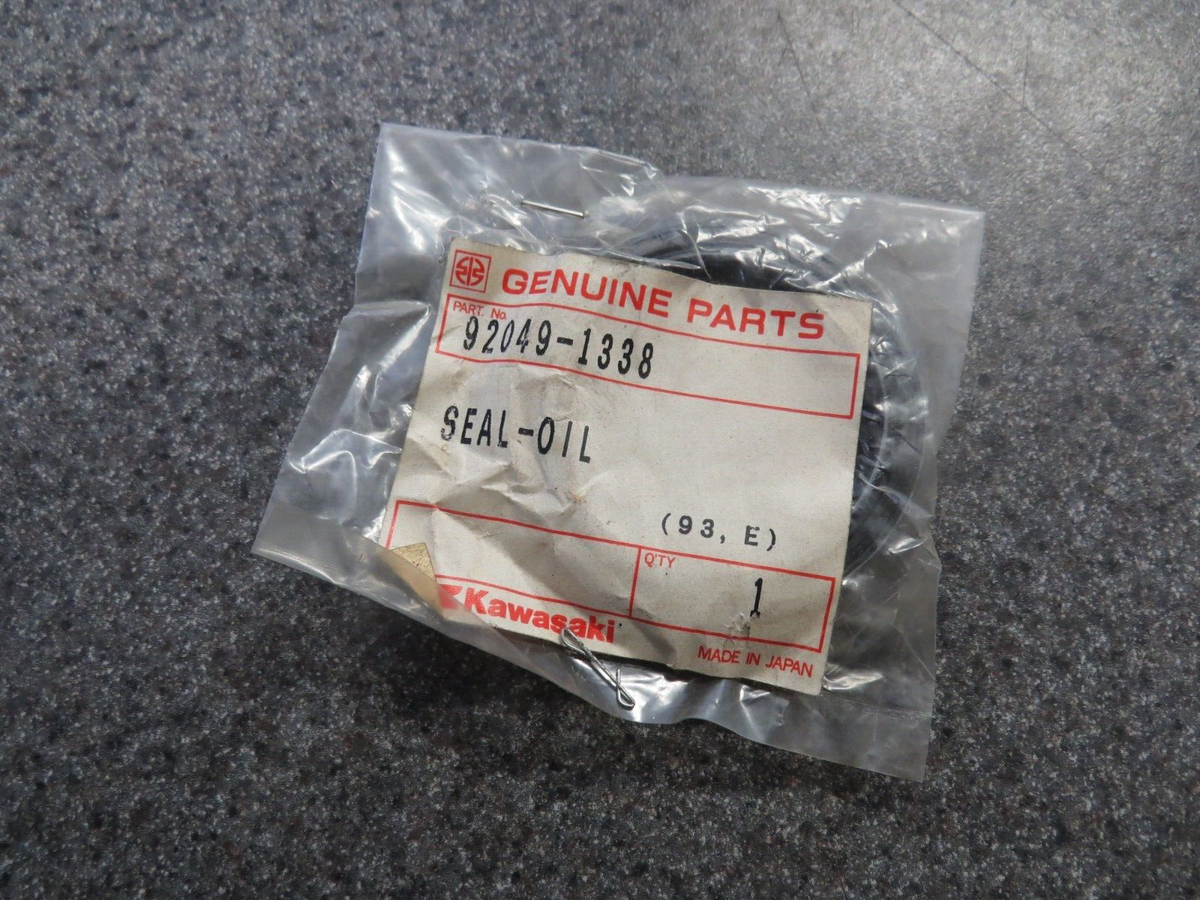 GENUINE PARTS
PART. No.
92049-1338
SEAL-OIL
(93, E)
Q'TY
1
Kawasaki
MADE IN JAPAN